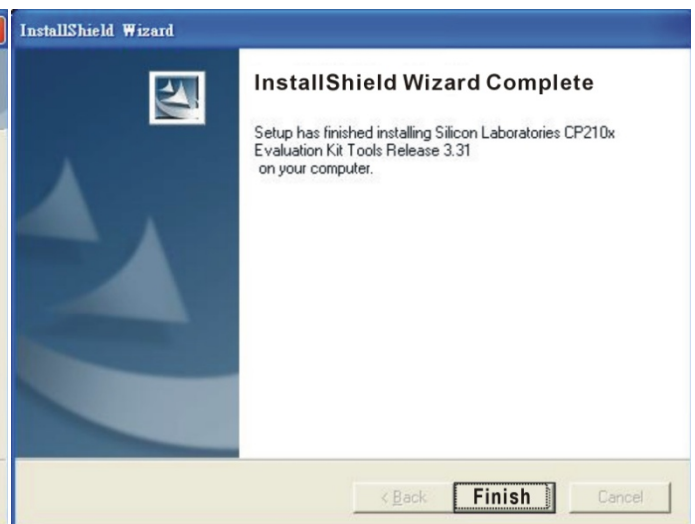 InstallShield Wizard
InstallShield Wizard Complete
Setup has finished installing Silicon Laboratories CP210x
Evaluation Kit Tools Release 3.31
on your computer.
< Back
Finish
Cancel